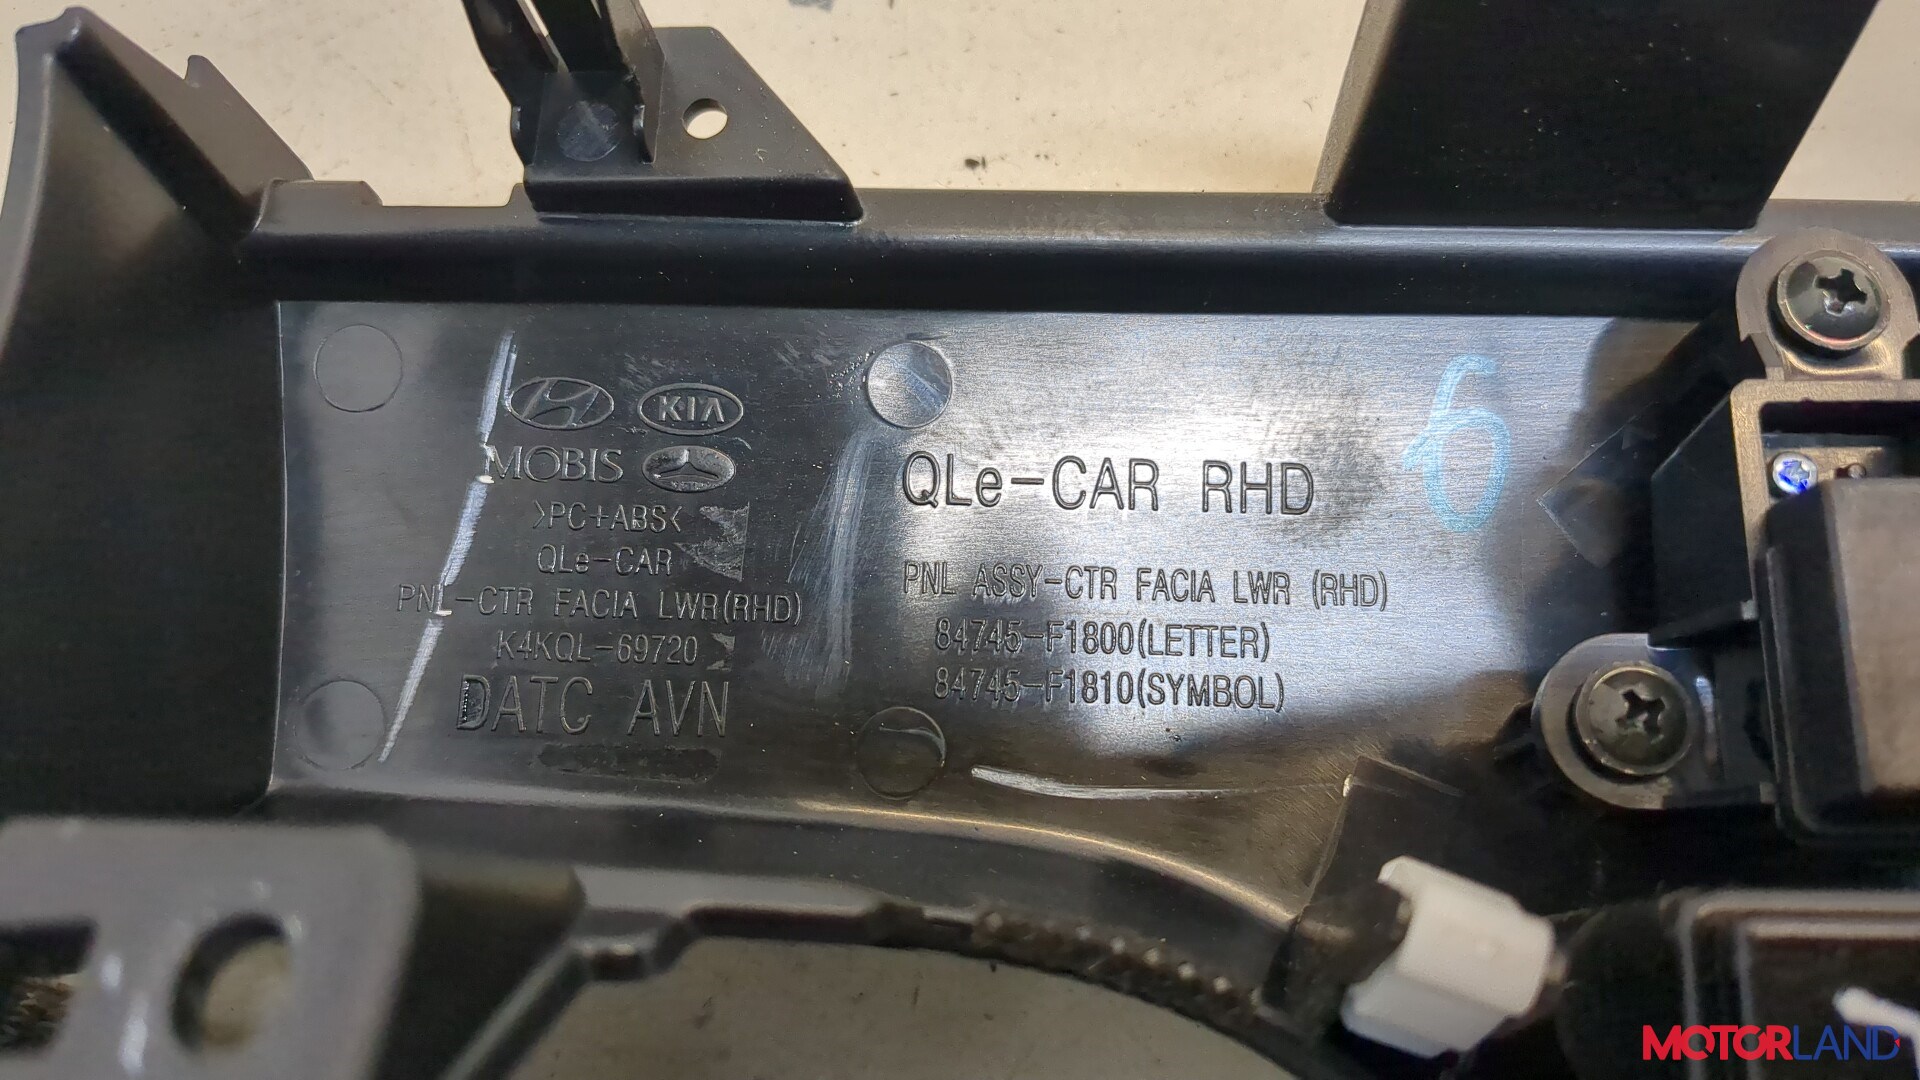 KIA
MOBIS
>PC+ABS<
QLe-CAR
PNL-CTR FACIA LWR(RHD)
K4KQL-69720
DATC AVN
QLe-CAR RHD
PNL ASSY-CTR FACIA LWR (RHD)
84745-F1800(LETTER)
84745-F1810(SYMBOL)
6
MOTORLAND